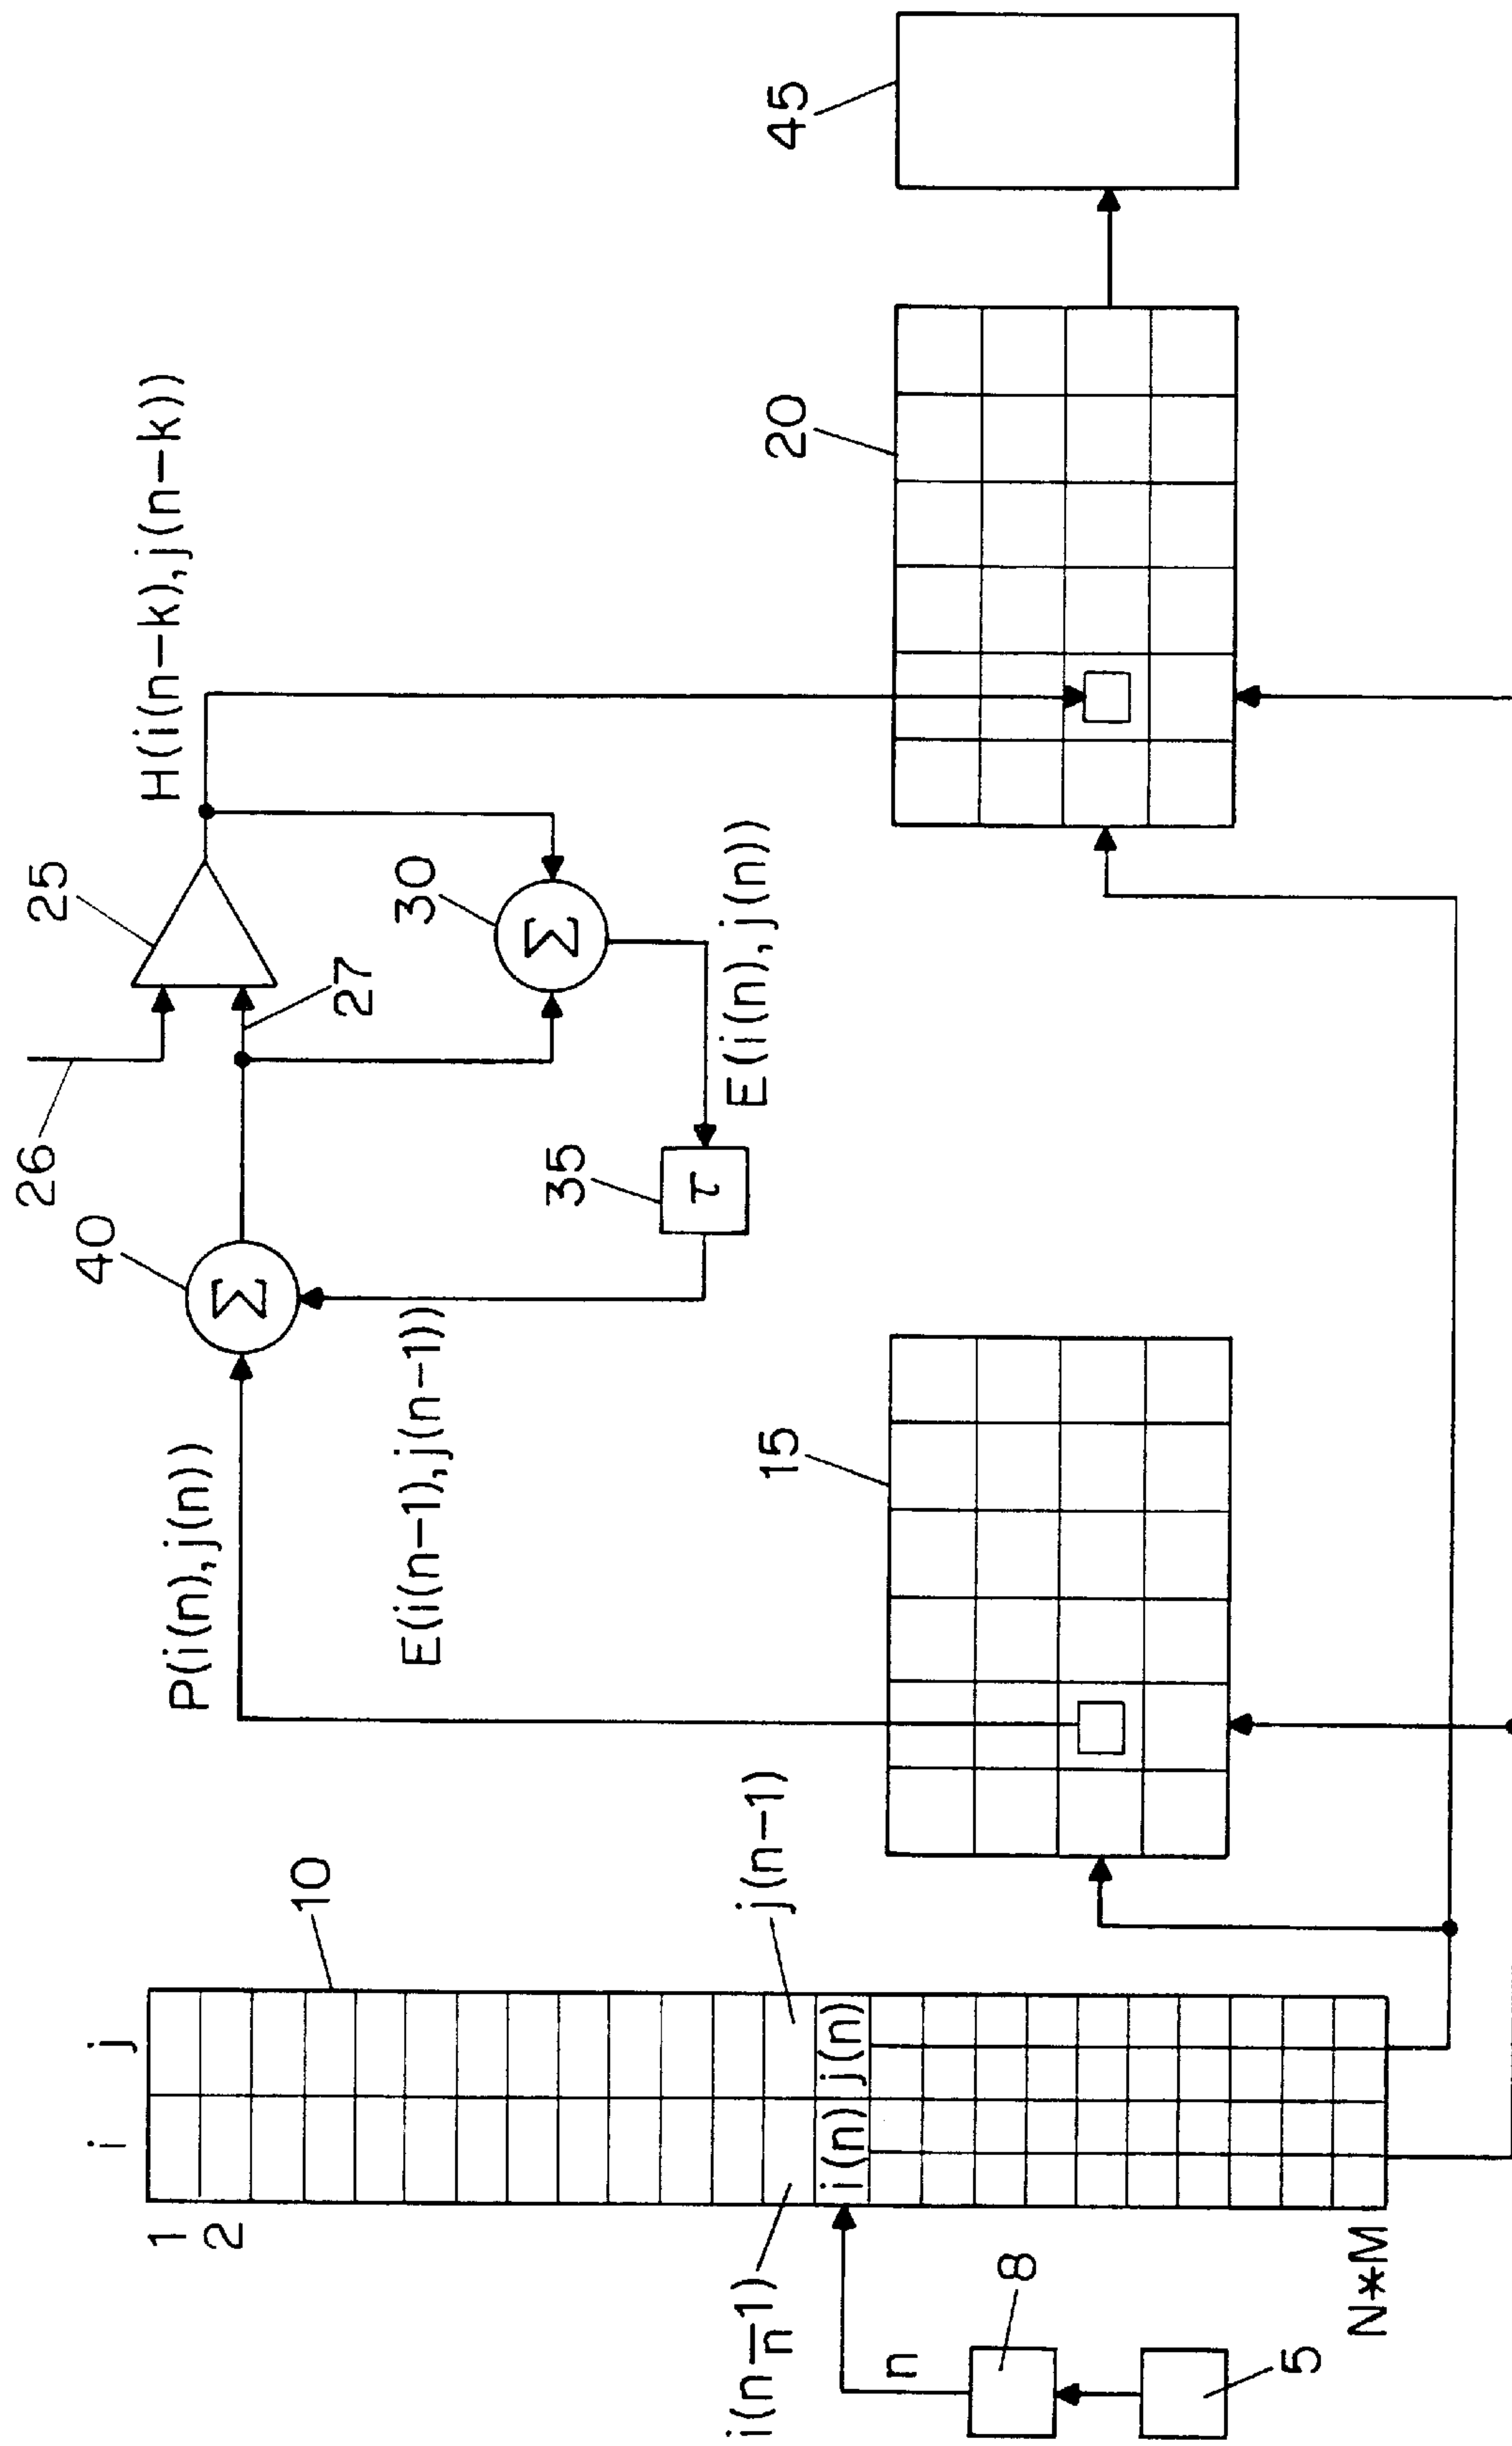 i j
1
2
10
i(n-1)
n
j(n-1)
i(n) j(n)
n
8
5
N*M
P(i(n),j(n))
E(i(n-1),j(n-1))
15
40
Σ
26
25
27
30
Σ
35
τ
E(i(n),j(n))
H(i(n-k),j(n-k))
20
45